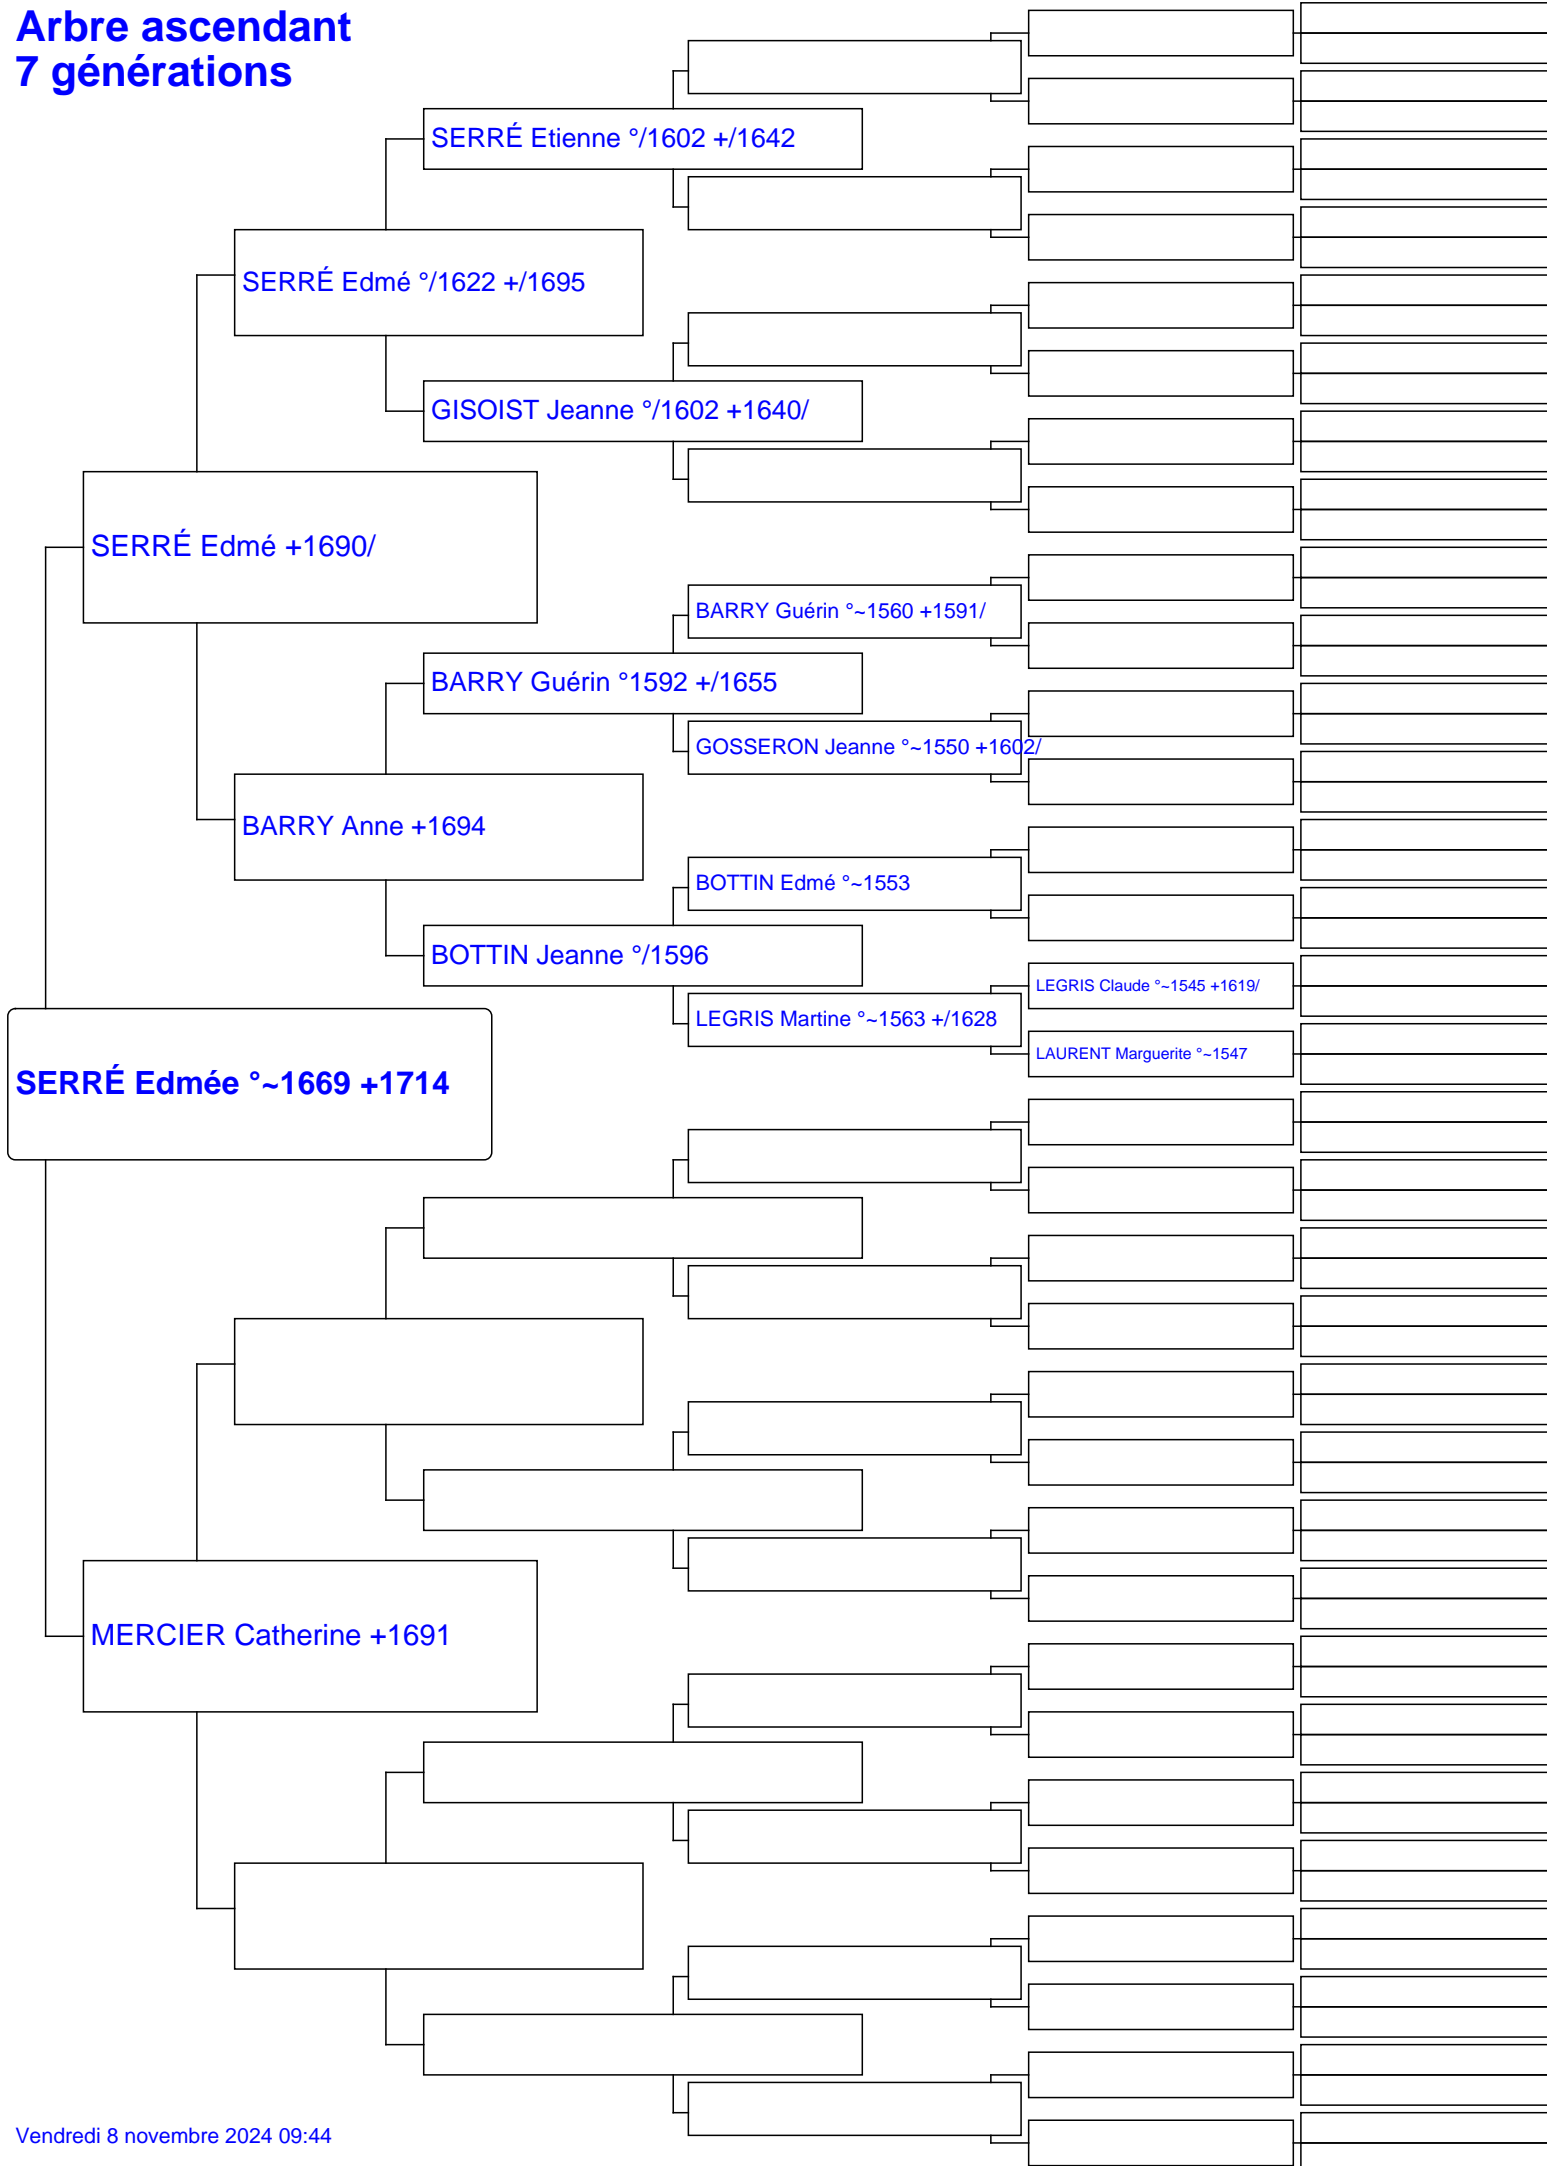 Arbre ascendant
7 générations
SERRÉ Etienne °/1602 +/1642
SERRÉ Edmé °/1622 +/1695
GISOIST Jeanne °/1602 +1640/
SERRÉ Edmé +1690/
BARRY Guérin °~1560 +1591/
BARRY Guérin °1592 +/1655
GOSSERON Jeanne °~1550 +1602/
BARRY Anne +1694
BOTTIN Edmé °~1553
BOTTIN Jeanne °/1596
LEGRIS Claude °~1545 +1619/
LEGRIS Martine °~1563 +/1628
LAURENT Marguerite °~1547
SERRÉ Edmée °~1669 +1714
MERCIER Catherine +1691
Vendredi 8 novembre 2024 09:44